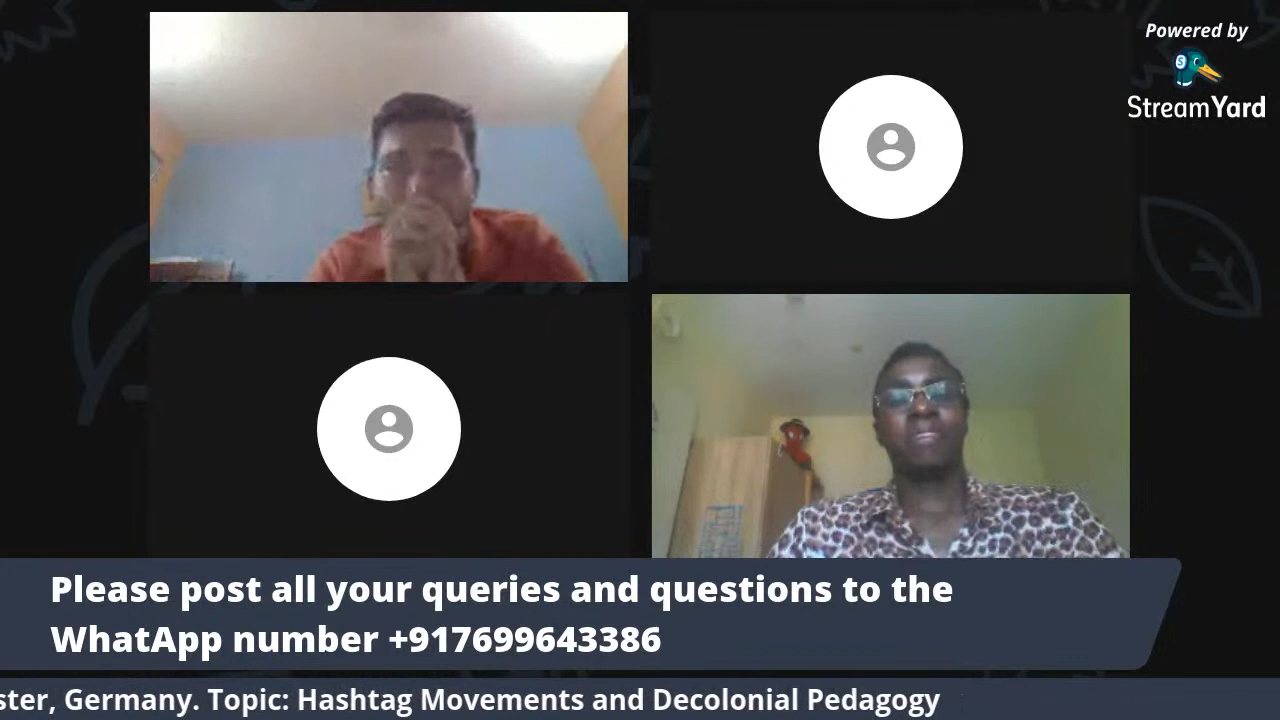 Powered by
StreamYard
Please post all your queries and questions to the
WhatApp number +917699643386
ster, Germany. Topic: Hashtag Movements and Decolonial Pedagogy